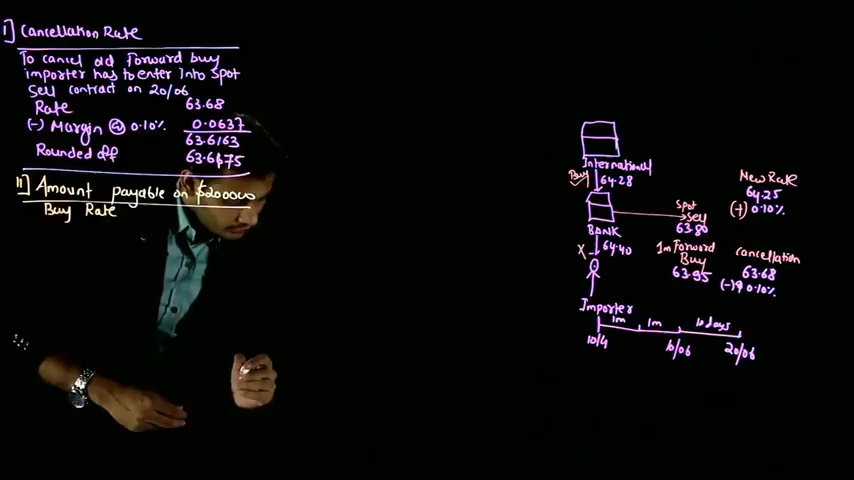 I] Cancellation Rate
To cancel old Forward buy
importer has to enter Into Spot
Sell contract on 20/06
Rate 63.68
(-) Margin @ 0.10% 0.0637
63.6163
Rounded off 63.6175
II] Amount payable on $200000
Buy Rate
International
Buy 64.28
BANK
X 64.40
Importer
1m 1m 10 days
10/4 10/06 20/06
Spot
Sell
63.80
1m Forward
Buy
63.95
New Rate
64.25
(+) 0.10%
Cancellation
63.68
(-) 0.10%